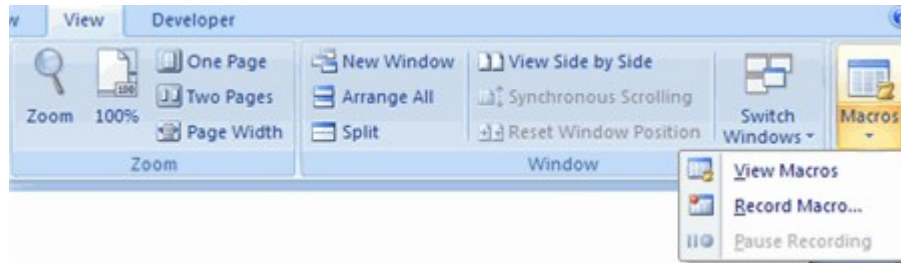 View Developer
One Page New Window View Side by Side
100
Two Pages Arrange All Synchronous Scrolling
Zoom 100% Switch Macros
Page Width Split Reset Window Position Windows
Zoom Window
View Macros
Record Macro...
Pause Recording